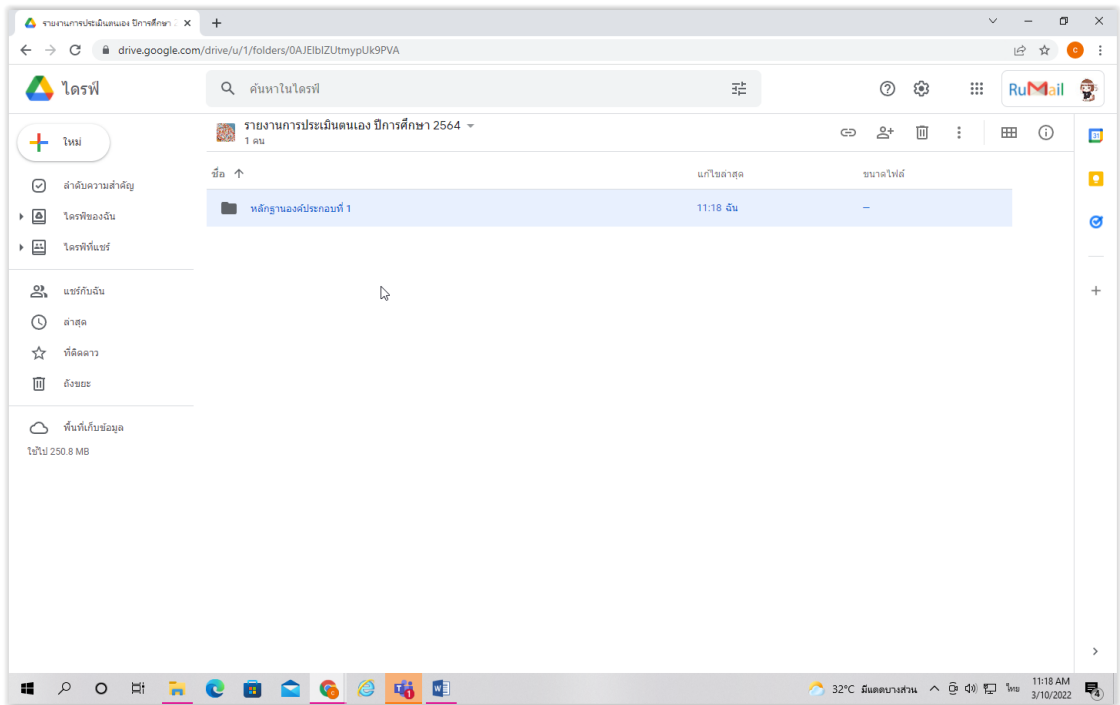 รายงานการประเมินตนเอง ปีการศึกษา 2
drive.google.com/drive/u/1/folders/0AJEIbIZUtmypUk9PVA
C
ไดรฟ์
ค้นหาในไดรฟ์
RuMail
ใหม่
รายงานการประเมินตนเอง ปีการศึกษา 2564
1 คน
31
ชื่อ
แก้ไขล่าสุด
ขนาดไฟล์
ลำดับความสำคัญ
หลักฐานองค์ประกอบที่ 1
11:18 ฉัน
–
ไดรฟ์ของฉัน
ไดรฟ์ที่แชร์
แชร์กับฉัน
ล่าสุด
ที่ติดดาว
ถังขยะ
พื้นที่เก็บข้อมูล
ใช้ไป 250.8 MB
32°C มีแดดบางส่วน
ไทย
11:18 AM
3/10/2022
4